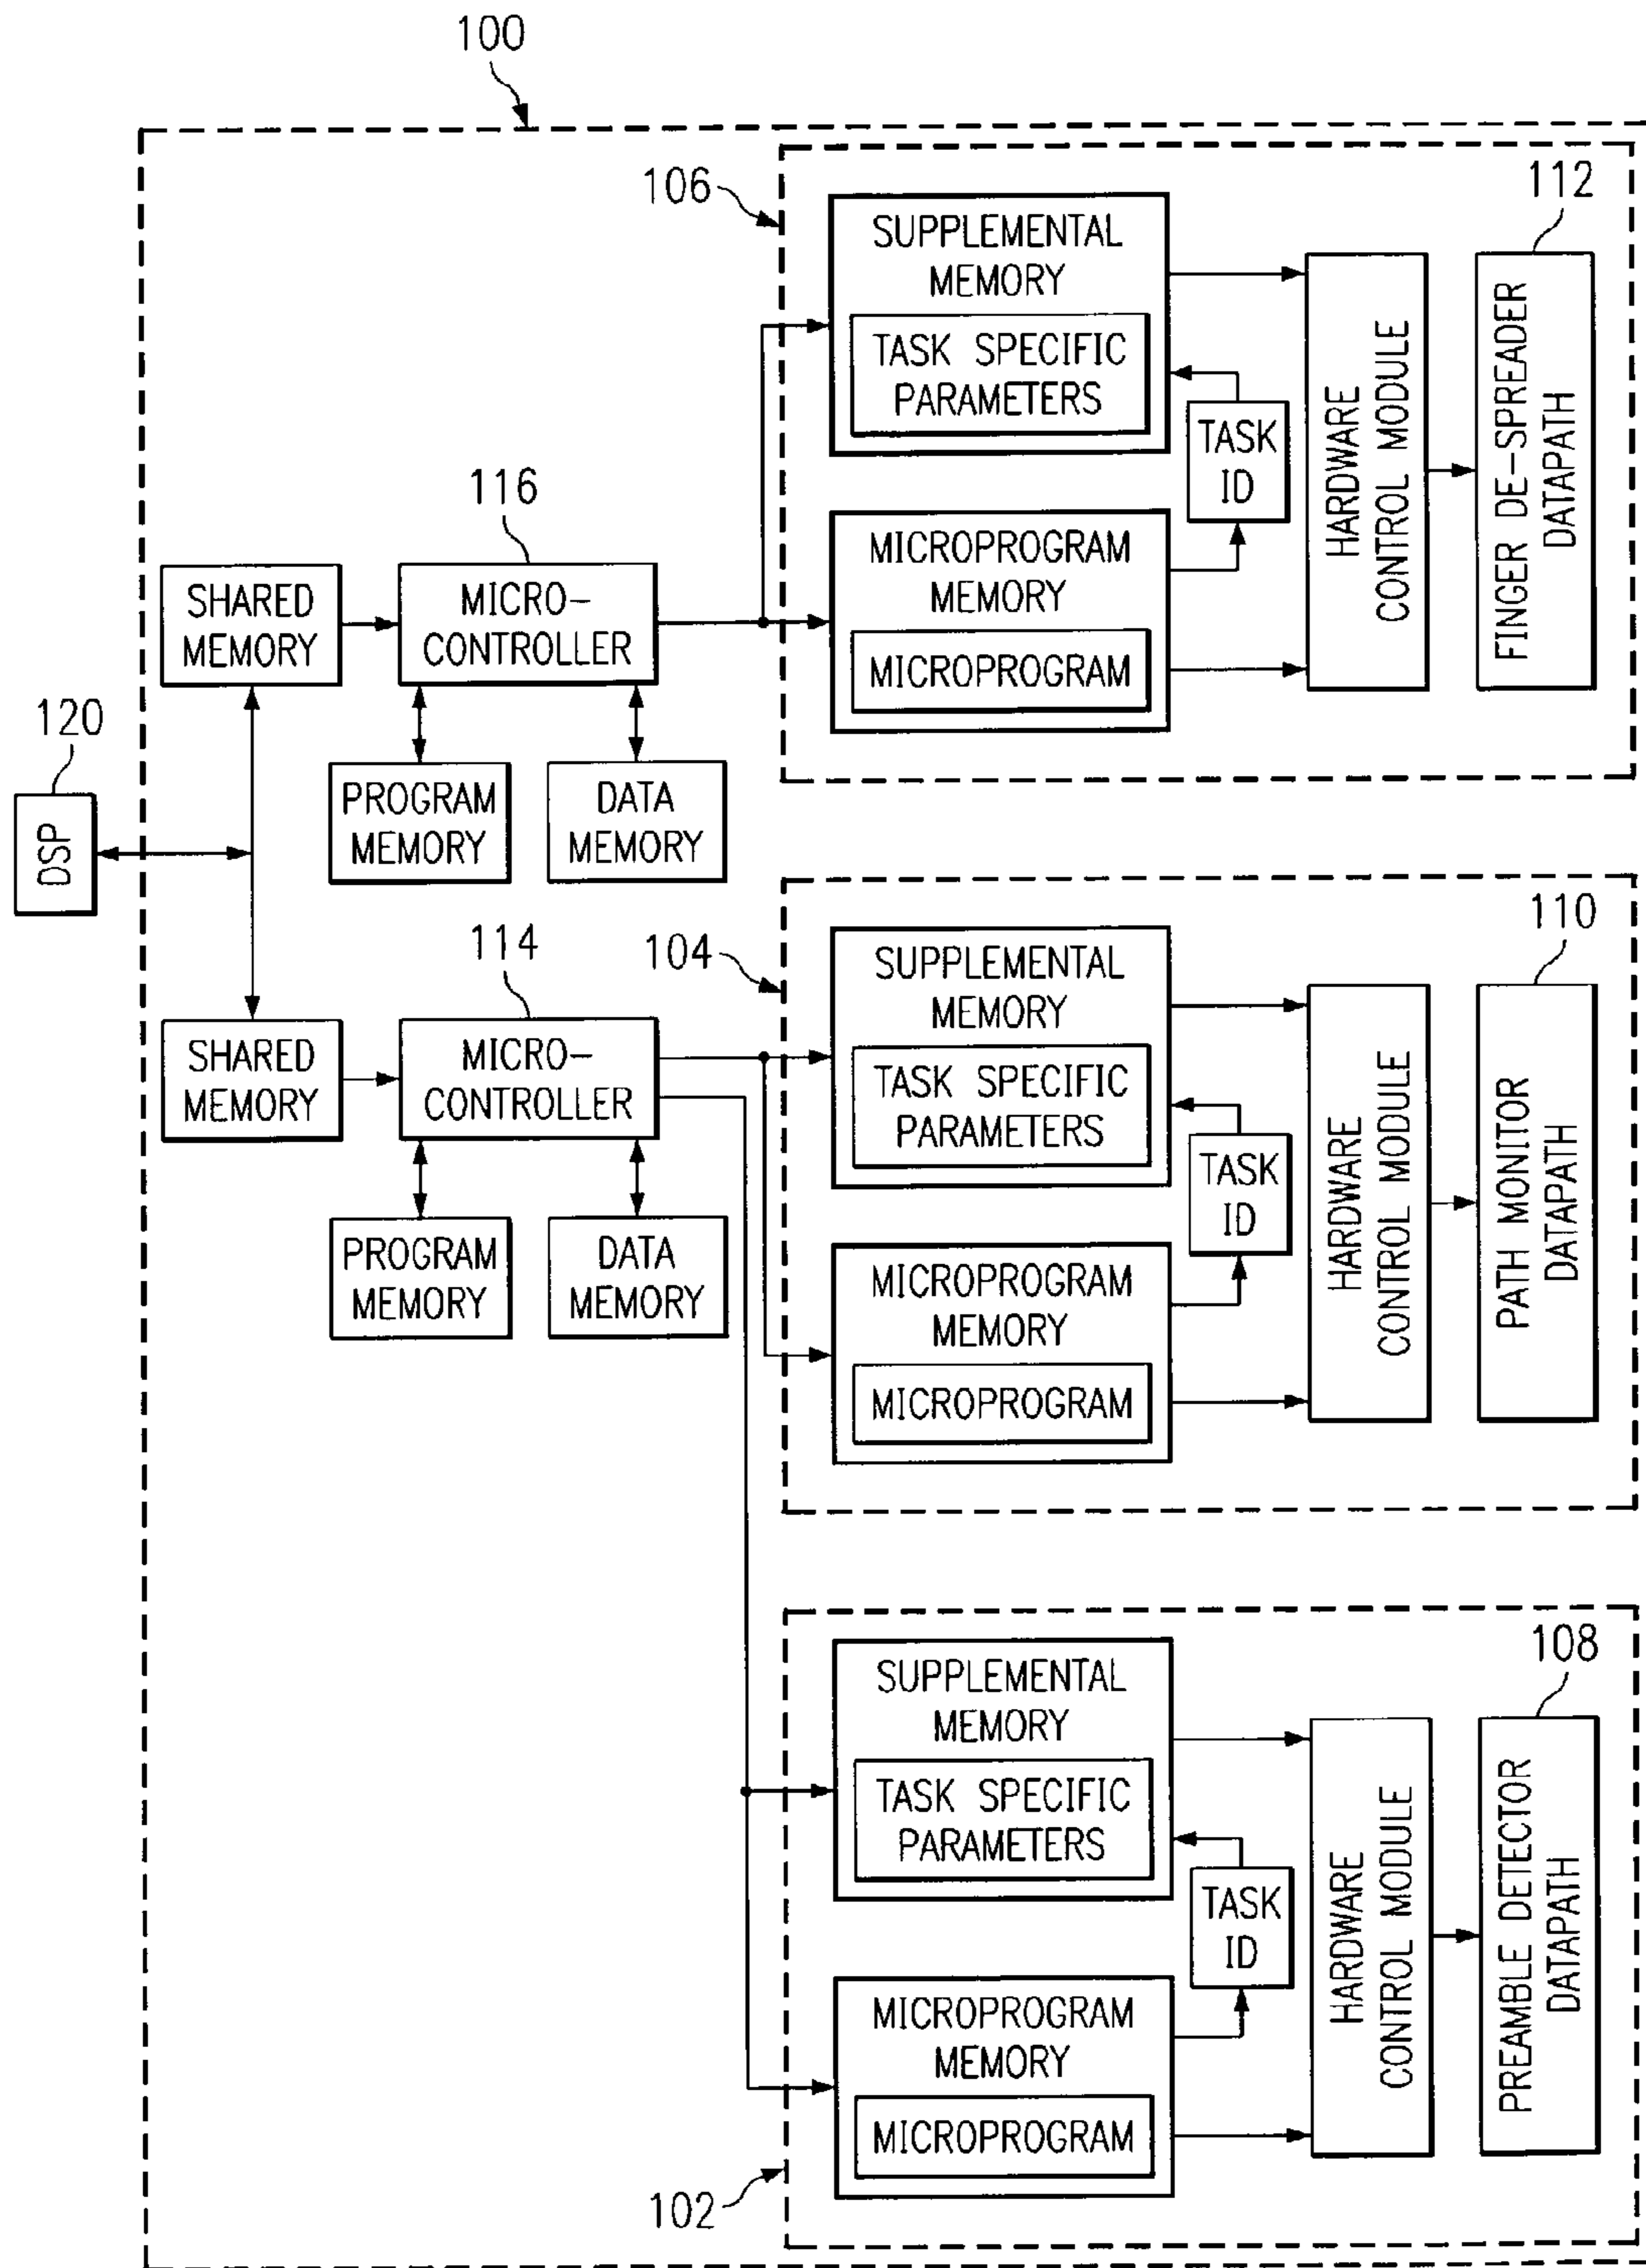 100
106
112
SUPPLEMENTAL
MEMORY
TASK SPECIFIC
PARAMETERS
TASK
ID
HARDWARE
CONTROL MODULE
FINGER DE-SPREADER
DATAPATH
MICROPROGRAM
MEMORY
MICROPROGRAM
116
SHARED
MEMORY
MICRO-
CONTROLLER
PROGRAM
MEMORY
DATA
MEMORY
120
DSP
114
SHARED
MEMORY
MICRO-
CONTROLLER
PROGRAM
MEMORY
DATA
MEMORY
104
110
SUPPLEMENTAL
MEMORY
TASK SPECIFIC
PARAMETERS
TASK
ID
HARDWARE
CONTROL MODULE
PATH MONITOR
DATAPATH
MICROPROGRAM
MEMORY
MICROPROGRAM
108
SUPPLEMENTAL
MEMORY
TASK SPECIFIC
PARAMETERS
TASK
ID
HARDWARE
CONTROL MODULE
PREAMBLE DETECTOR
DATAPATH
MICROPROGRAM
MEMORY
MICROPROGRAM
102